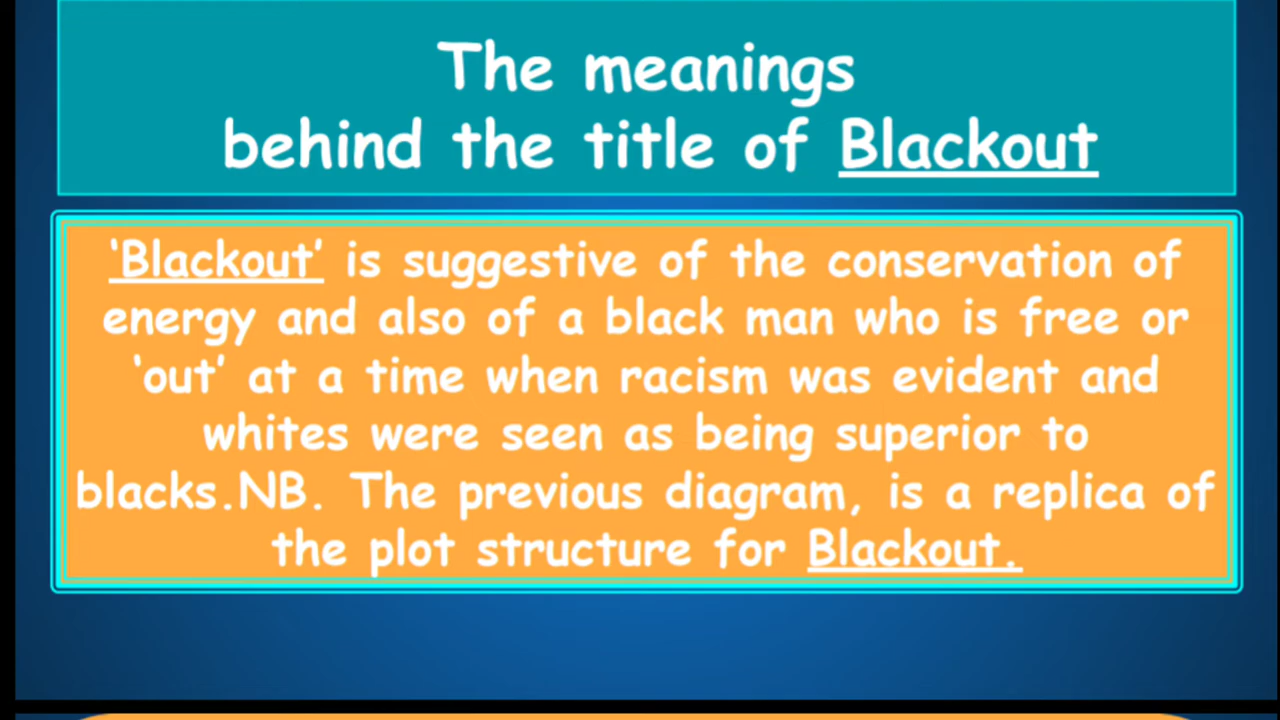 The meanings
behind the title of Blackout
‘Blackout’ is suggestive of the conservation of
energy and also of a black man who is free or
‘out’ at a time when racism was evident and
whites were seen as being superior to
blacks.NB. The previous diagram, is a replica of
the plot structure for Blackout.